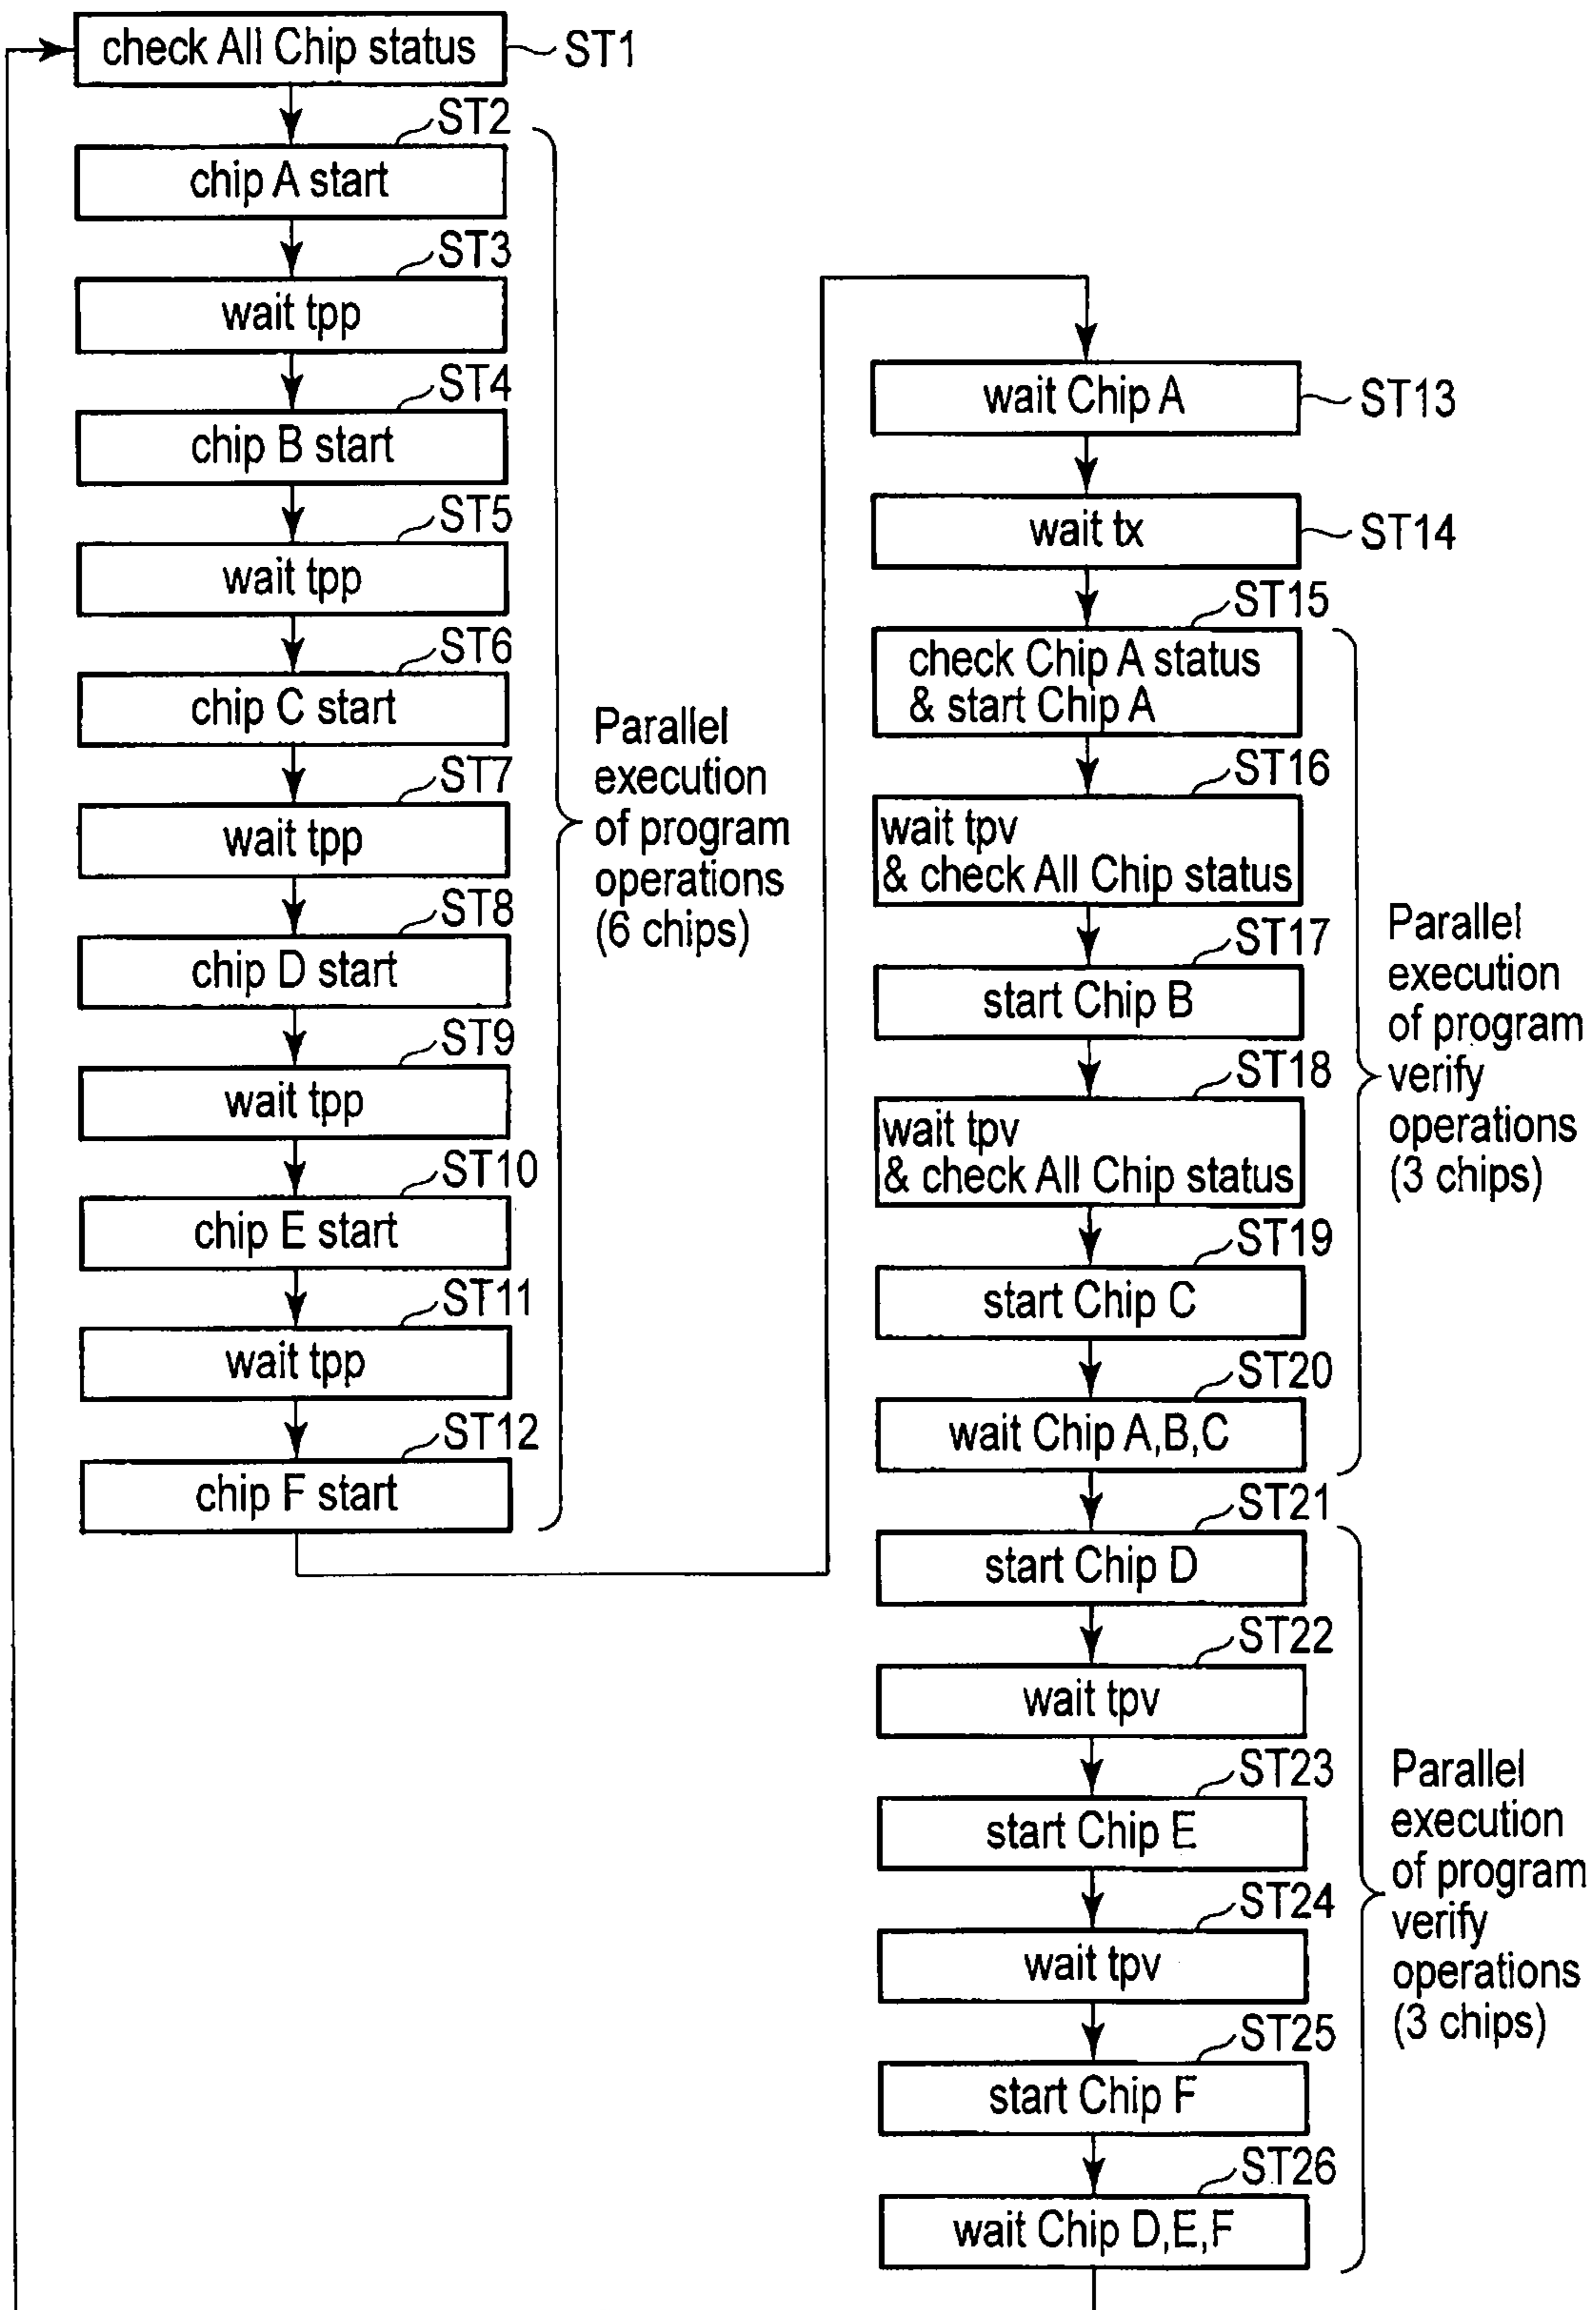 check All Chip status
ST1
ST2
chip A start
ST3
wait tpp
ST4
chip B start
ST5
wait tpp
ST6
chip C start
ST7
wait tpp
ST8
chip D start
ST9
wait tpp
ST10
chip E start
ST11
wait tpp
ST12
chip F start
Parallel
execution
of program
operations
(6 chips)
wait Chip A
ST13
wait tx
ST14
ST15
check Chip A status
& start Chip A
ST16
wait tpv
& check All Chip status
ST17
start Chip B
ST18
wait tpv
& check All Chip status
ST19
start Chip C
ST20
wait Chip A,B,C
Parallel
execution
of program
verify
operations
(3 chips)
ST21
start Chip D
ST22
wait tpv
ST23
start Chip E
ST24
wait tpv
ST25
start Chip F
ST26
wait Chip D,E,F
Parallel
execution
of program
verify
operations
(3 chips)